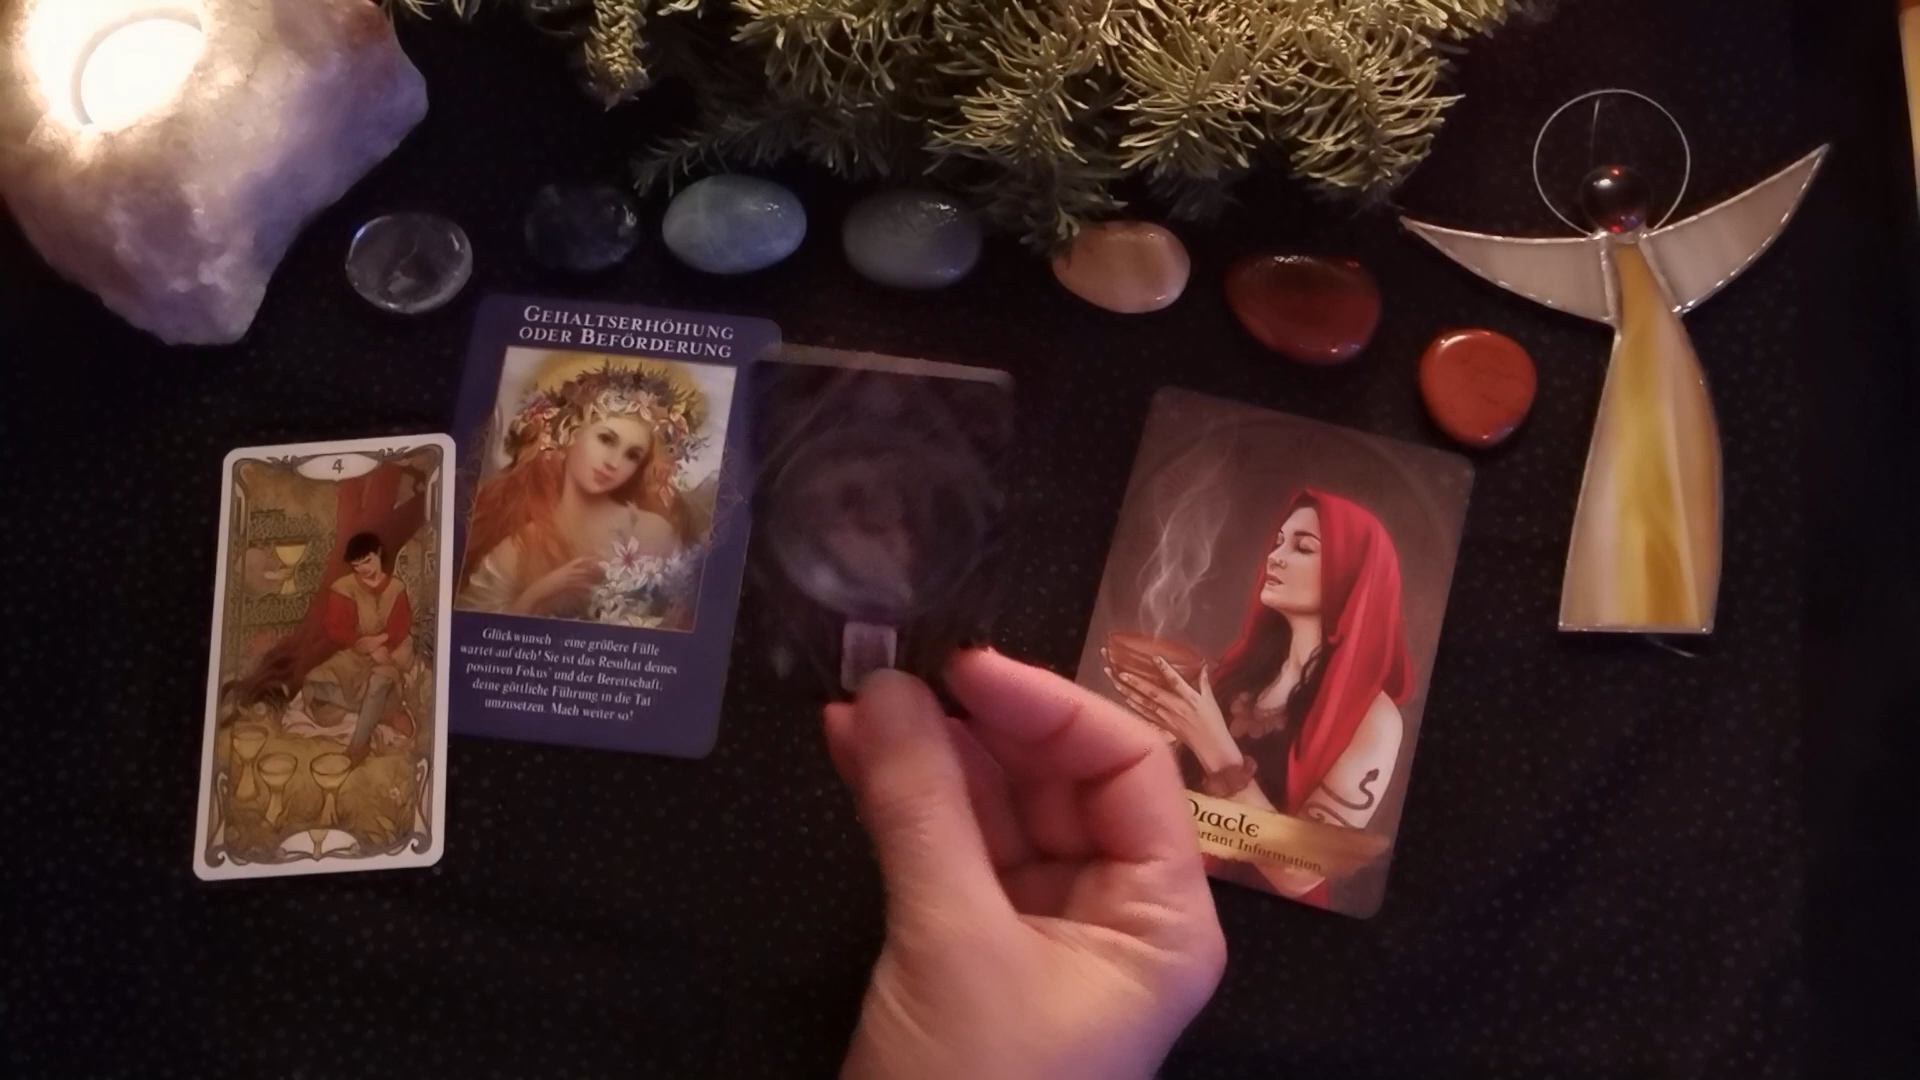 4
GEHALTSERHÖHUNG
ODER BEFÖRDERUNG
Glückwunsch – eine größere Fülle
wartet auf dich! Sie ist das Resultat deines
positiven Fokus' und der Bereitschaft,
deine göttliche Führung in die Tat
umzusetzen. Mach weiter so!
Oracle
Information